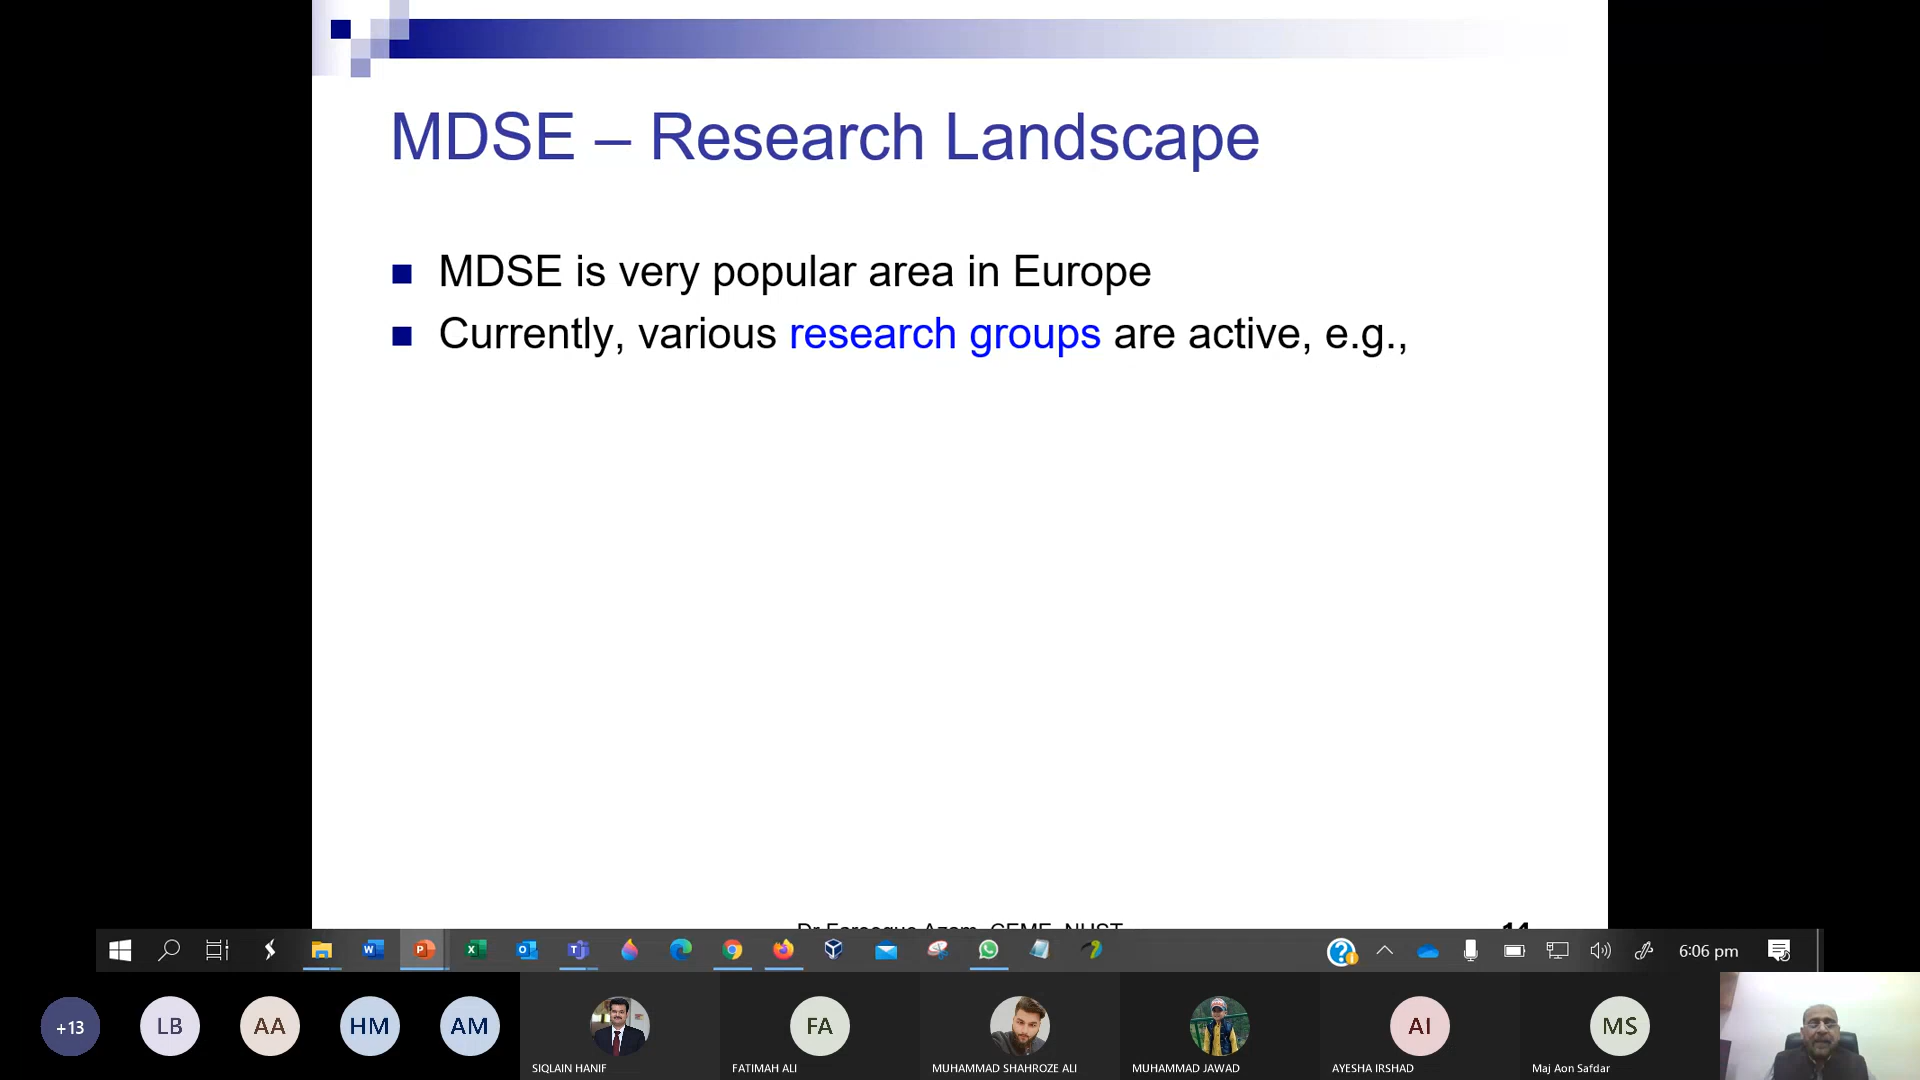 MDSE – Research Landscape
MDSE is very popular area in Europe
Currently, various research groups are active, e.g.,
Dr Farooque Azam, CEME, NUST
14
6:06 pm
+13
LB
AA
HM
AM
FA
AI
MS
SIQLAIN HANIF
FATIMAH ALI
MUHAMMAD SHAHROZE ALI
MUHAMMAD JAWAD
AYESHA IRSHAD
Maj Aon Safdar